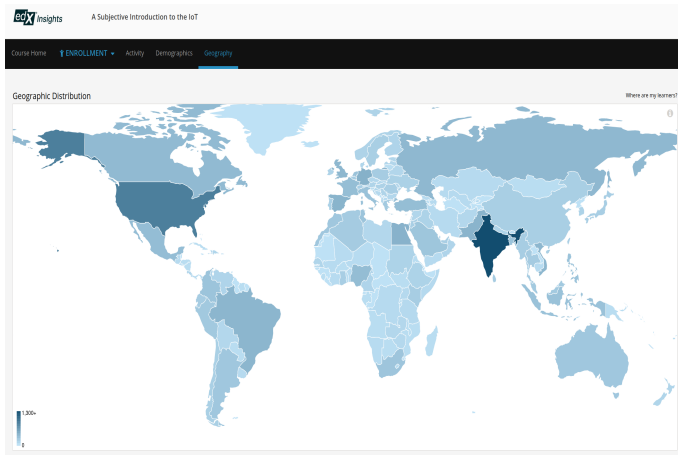 edX Insights
A Subjective Introduction to the IoT
Course Home ENROLLMENT Activity Demographics Geography
Geographic Distribution
Where are my learners?
1,300+
0